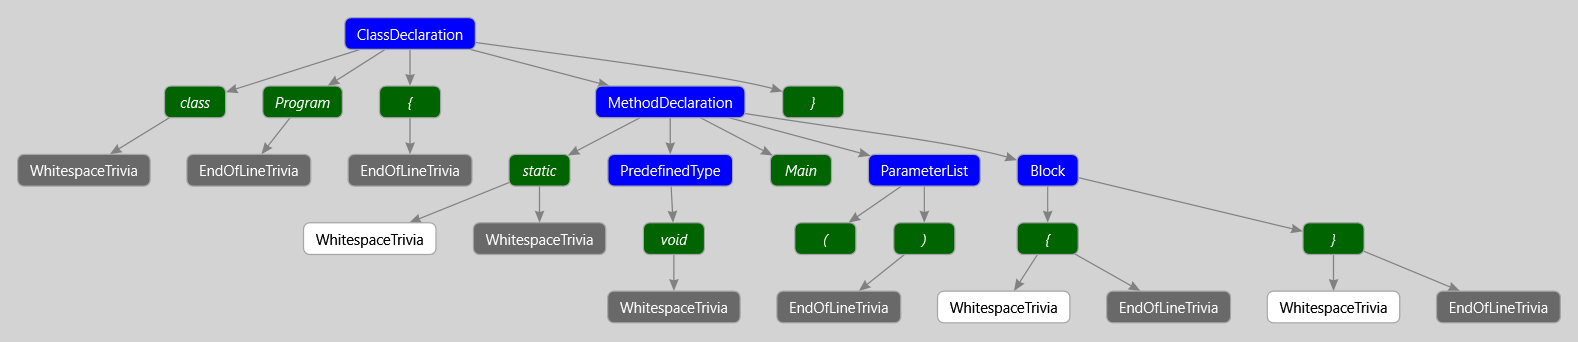 ClassDeclaration
class Program { MethodDeclaration }
WhitespaceTrivia EndOfLineTrivia EndOfLineTrivia static PredefinedType Main ParameterList Block
WhitespaceTrivia WhitespaceTrivia void ( ) { }
WhitespaceTrivia EndOfLineTrivia WhitespaceTrivia EndOfLineTrivia WhitespaceTrivia EndOfLineTrivia